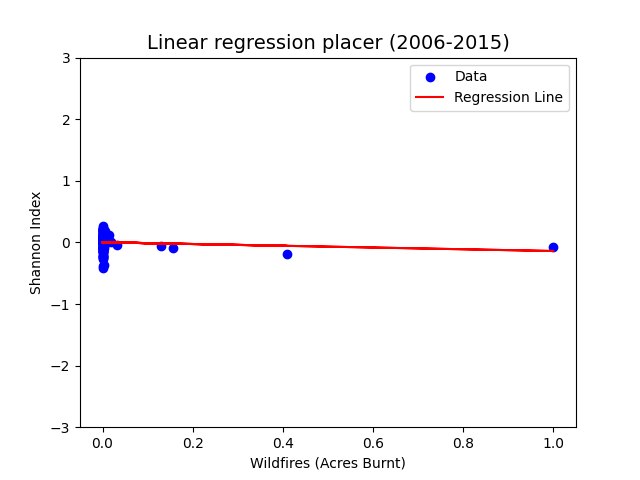 Linear regression placer (2006-2015)
Data
Regression Line
3
2
1
0
−1
−2
−3
Shannon Index
0.0 0.2 0.4 0.6 0.8 1.0
Wildfires (Acres Burnt)